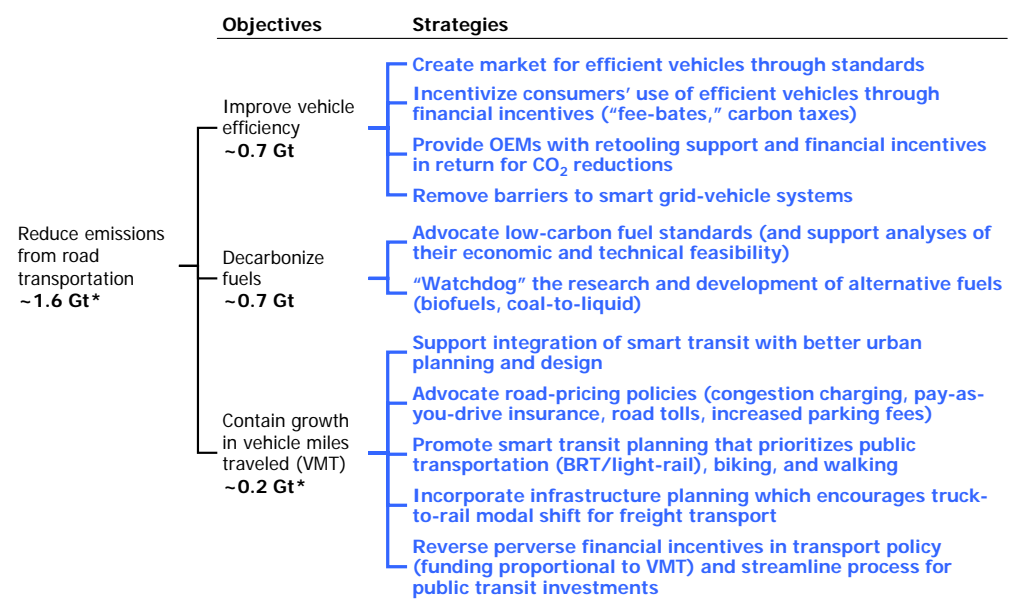 Objectives
Strategies
Reduce emissions
from road
transportation
~1.6 Gt*
Improve vehicle
efficiency
~0.7 Gt
Create market for efficient vehicles through standards
Incentivize consumers’ use of efficient vehicles through
financial incentives (“fee-bates,” carbon taxes)
Provide OEMs with retooling support and financial incentives
in return for CO₂ reductions
Remove barriers to smart grid-vehicle systems
Decarbonize
fuels
~0.7 Gt
Advocate low-carbon fuel standards (and support analyses of
their economic and technical feasibility)
“Watchdog” the research and development of alternative fuels
(biofuels, coal-to-liquid)
Contain growth
in vehicle miles
traveled (VMT)
~0.2 Gt*
Support integration of smart transit with better urban
planning and design
Advocate road-pricing policies (congestion charging, pay-as-
you-drive insurance, road tolls, increased parking fees)
Promote smart transit planning that prioritizes public
transportation (BRT/light-rail), biking, and walking
Incorporate infrastructure planning which encourages truck-
to-rail modal shift for freight transport
Reverse perverse financial incentives in transport policy
(funding proportional to VMT) and streamline process for
public transit investments